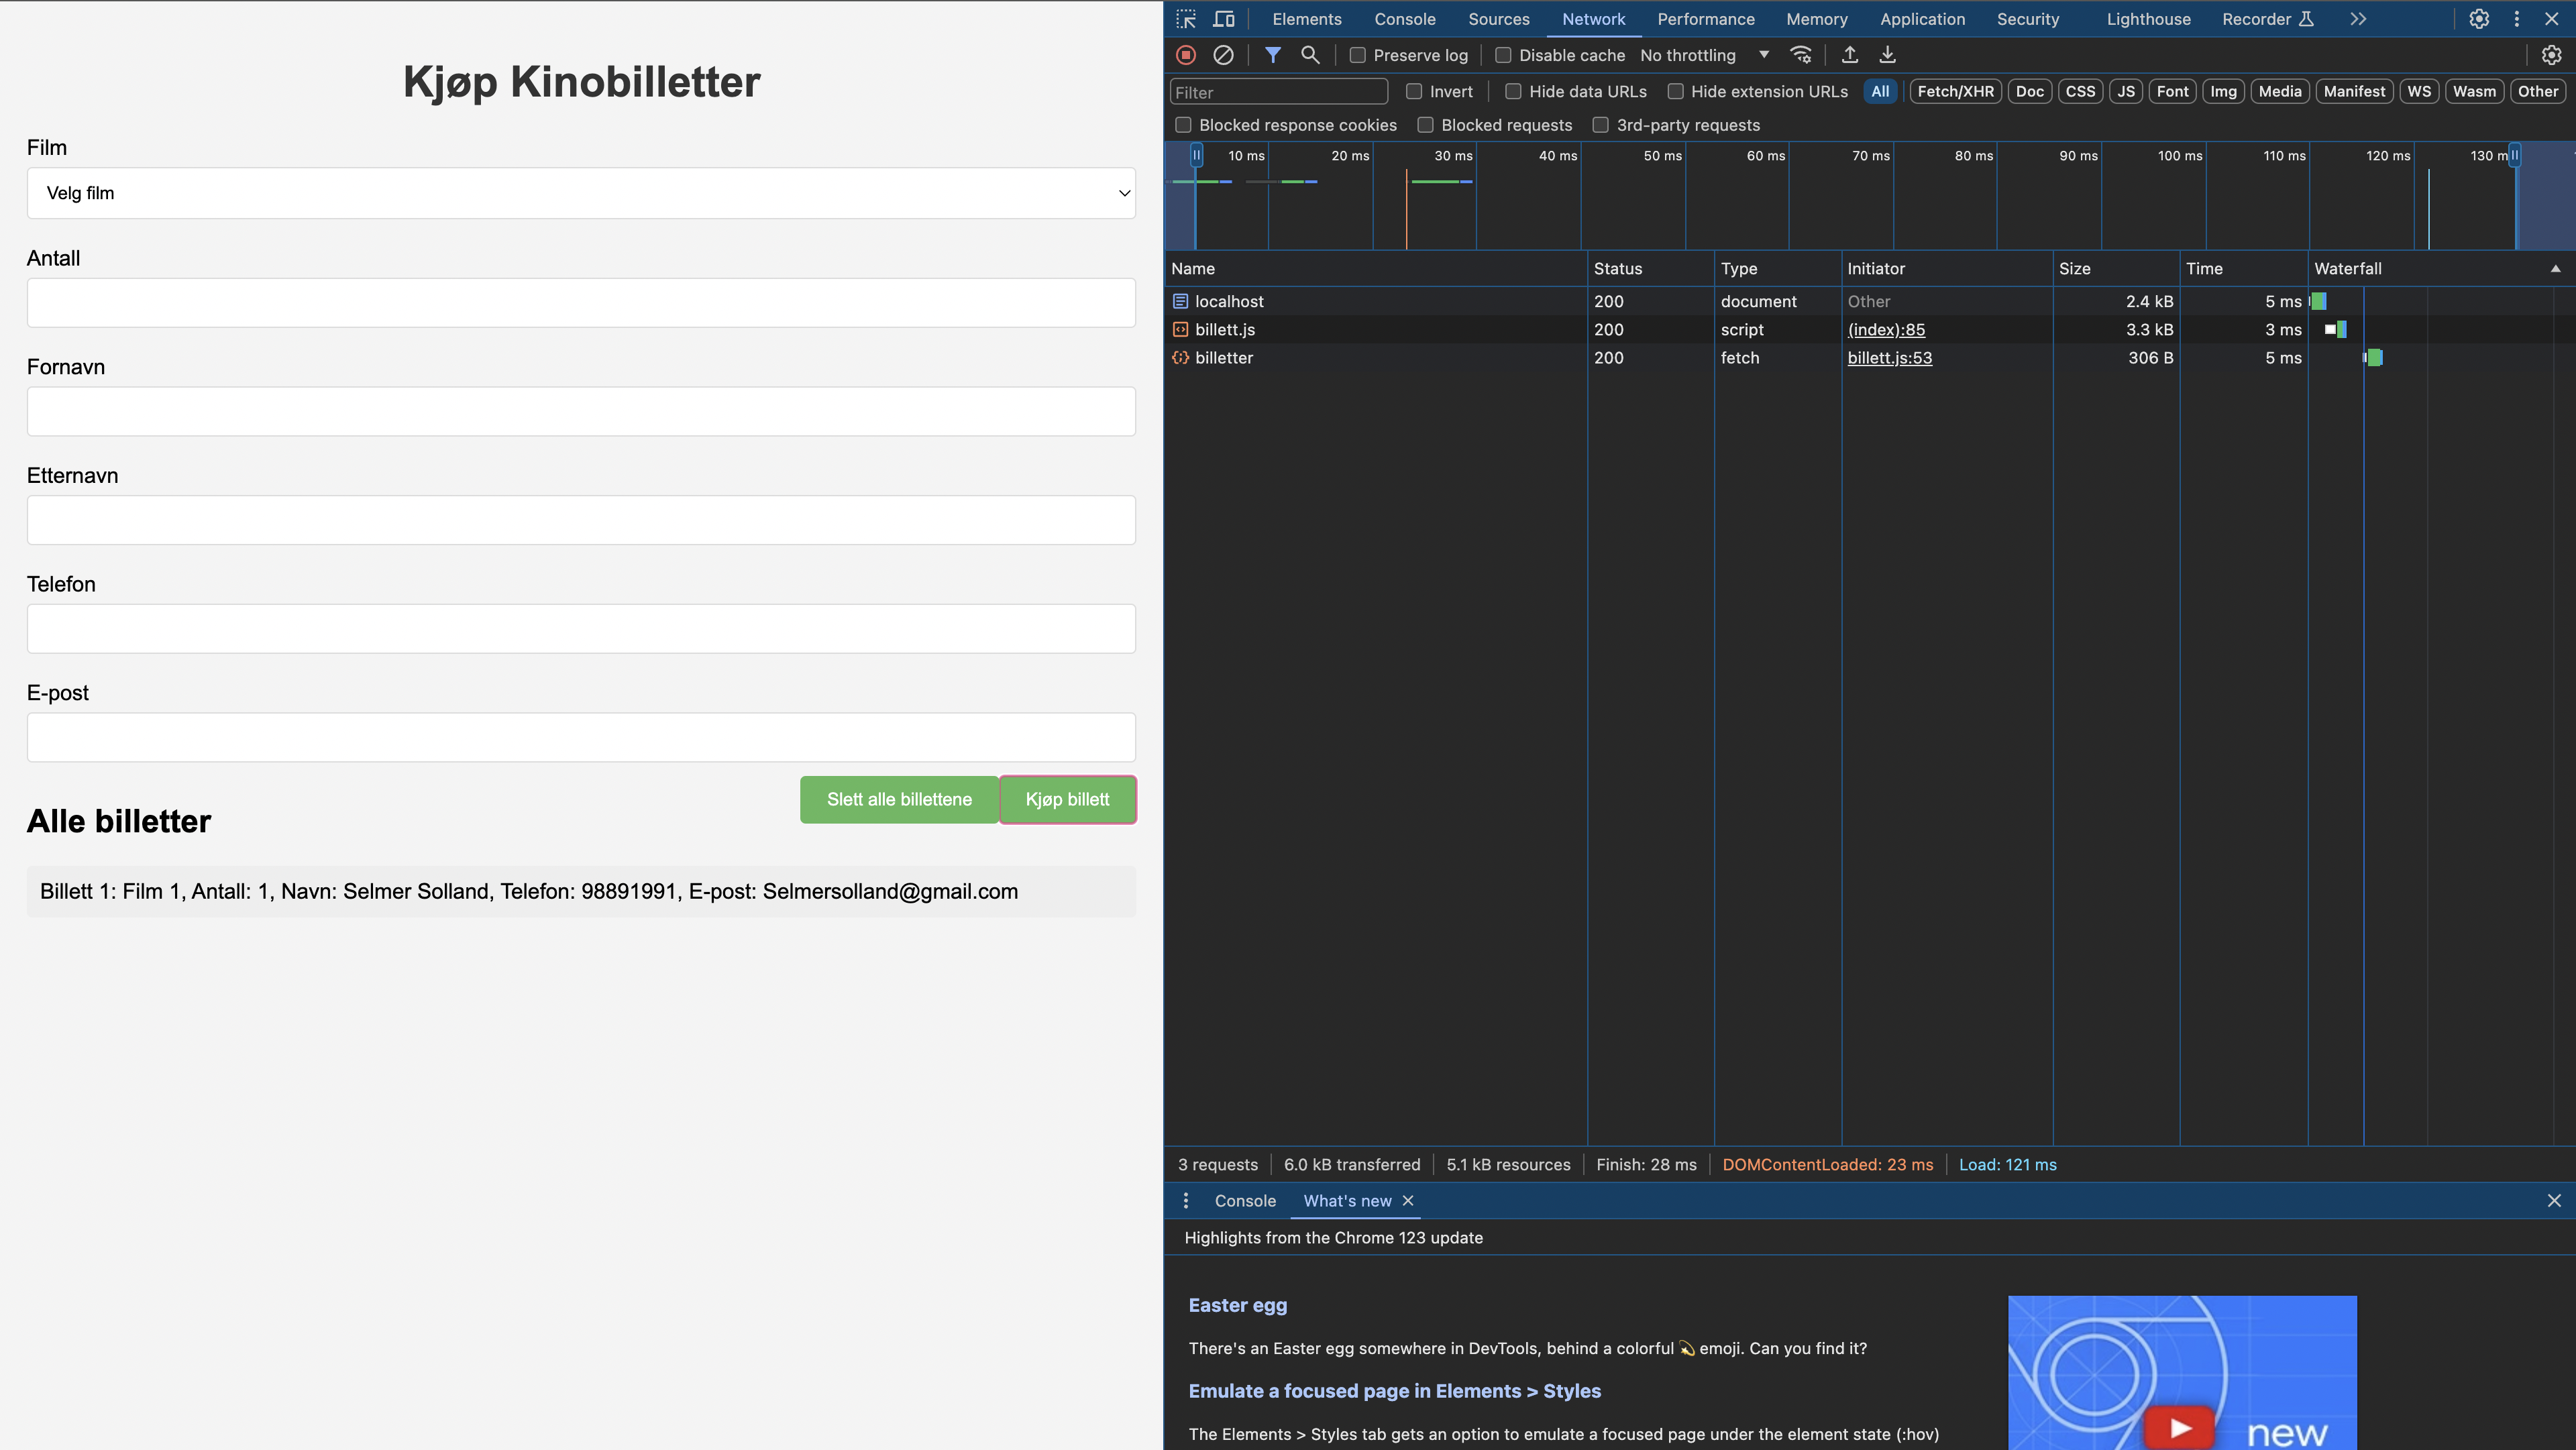 Kjøp Kinobilletter
Film
Velg film
Antall
Fornavn
Etternavn
Telefon
E-post
Slett alle billettene
Kjøp billett
Alle billetter
Billett 1: Film 1, Antall: 1, Navn: Selmer Solland, Telefon: 98891991, E-post: Selmersolland@gmail.com
Elements Console Sources Network Performance Memory Application Security Lighthouse Recorder
Preserve log Disable cache No throttling
Filter Invert Hide data URLs Hide extension URLs All Fetch/XHR Doc CSS JS Font Img Media Manifest WS Wasm Other
Blocked response cookies Blocked requests 3rd-party requests
10 ms 20 ms 30 ms 40 ms 50 ms 60 ms 70 ms 80 ms 90 ms 100 ms 110 ms 120 ms 130 m
Name Status Type Initiator Size Time Waterfall
localhost 200 document Other 2.4 kB 5 ms
billett.js 200 script (index):85 3.3 kB 3 ms
billetter 200 fetch billett.js:53 306 B 5 ms
3 requests 6.0 kB transferred 5.1 kB resources Finish: 28 ms DOMContentLoaded: 23 ms Load: 121 ms
Console What's new
Highlights from the Chrome 123 update
Easter egg
There's an Easter egg somewhere in DevTools, behind a colorful 💫 emoji. Can you find it?
Emulate a focused page in Elements > Styles
The Elements > Styles tab gets an option to emulate a focused page under the element state (:hov)
new